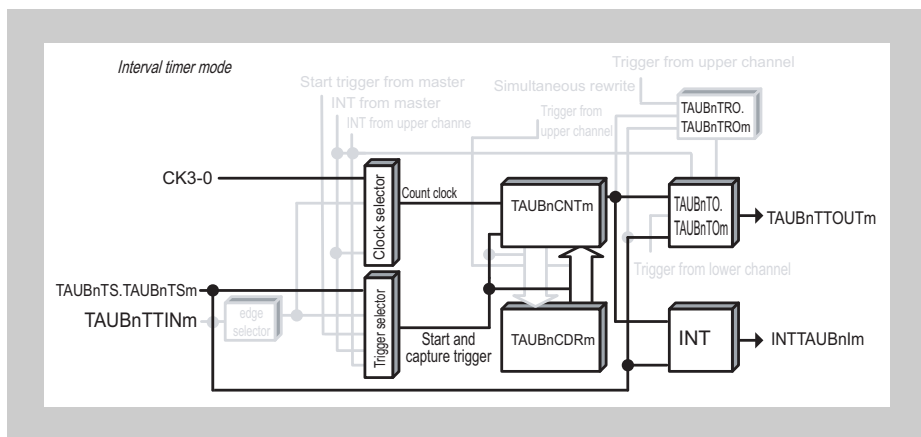 Interval timer mode
Trigger from upper channel
Start trigger from master
Simultaneous rewrite
INT from master
Trigger from
upper channel
INT from upper channe
TAUBnTRO.
TAUBnTROm
CK3-0
Clock selector
Count clock
TAUBnCNTm
TAUBnTO.
TAUBnTOm
TAUBnTTOUTm
Trigger from lower channel
TAUBnTS.TAUBnTSm
TAUBnTTINm
edge
selector
Trigger selector
Start and
capture trigger
TAUBnCDRm
INT
INTTAUBnIm